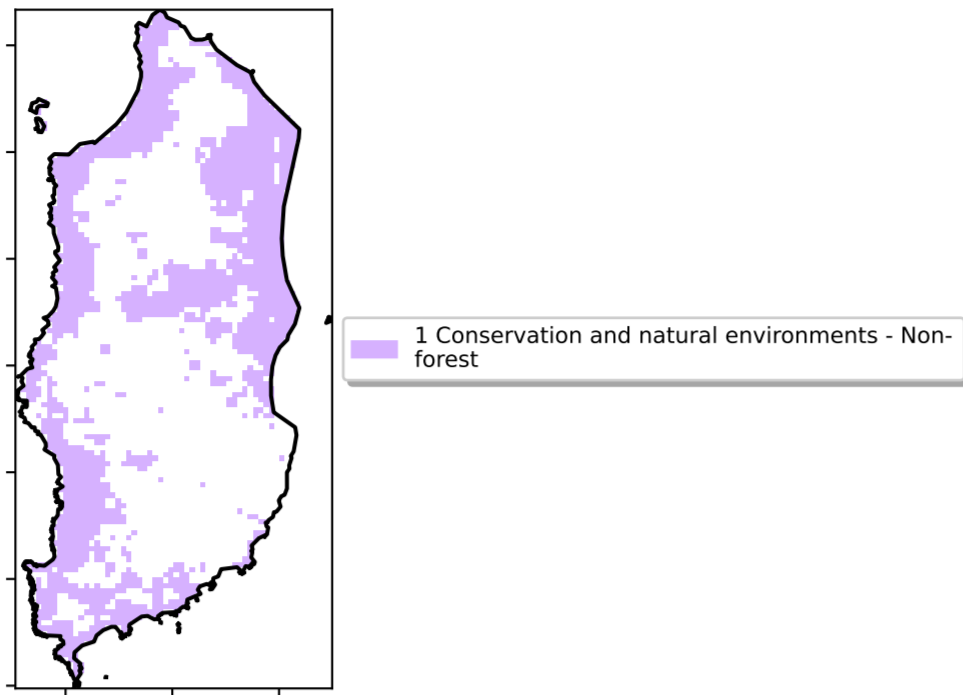 1 Conservation and natural environments - Non-
forest